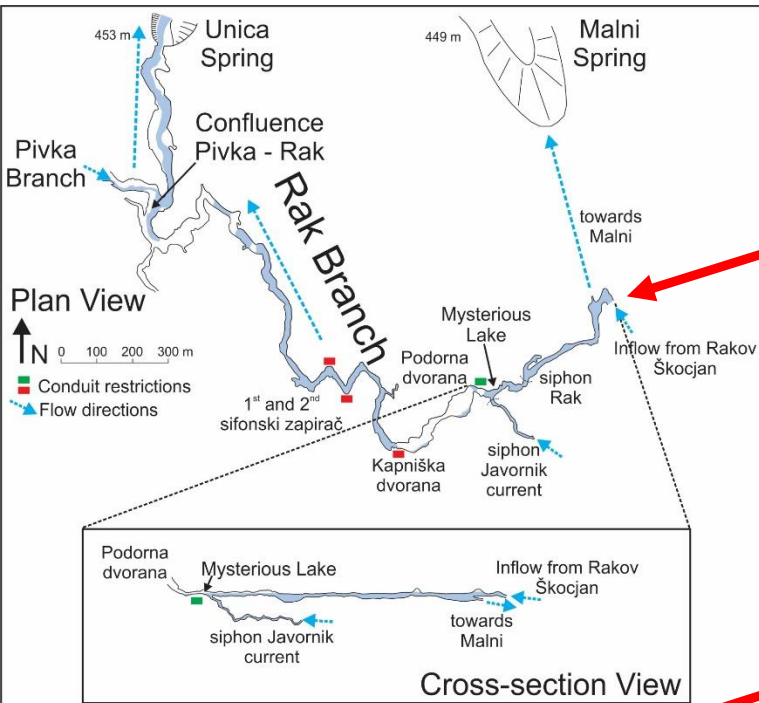 453 m
Unica
Spring
449 m
Malni
Spring
Confluence
Pivka - Rak
Pivka
Branch
Rak Branch
towards
Malni
Plan View
N
0 100 200 300 m
Conduit restrictions
Flow directions
Mysterious
Lake
Podorna
dvorana
Inflow from Rakov
Škocjan
siphon
Rak
1st and 2nd
sifonski zapirač
Kapniška
dvorana
siphon
Javornik
current
Podorna
dvorana
Mysterious Lake
Inflow from Rakov
Škocjan
towards
Malni
siphon Javornik
current
Cross-section View